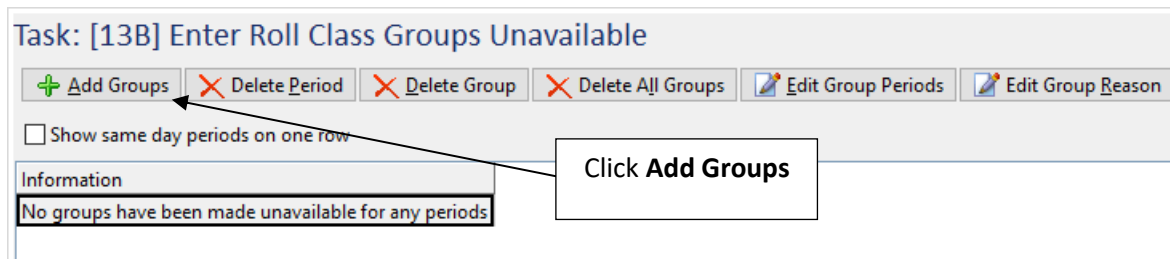 Task: [13B] Enter Roll Class Groups Unavailable
Add Groups Delete Period Delete Group Delete All Groups Edit Group Periods Edit Group Reason
Show same day periods on one row
Click Add Groups
Information
No groups have been made unavailable for any periods